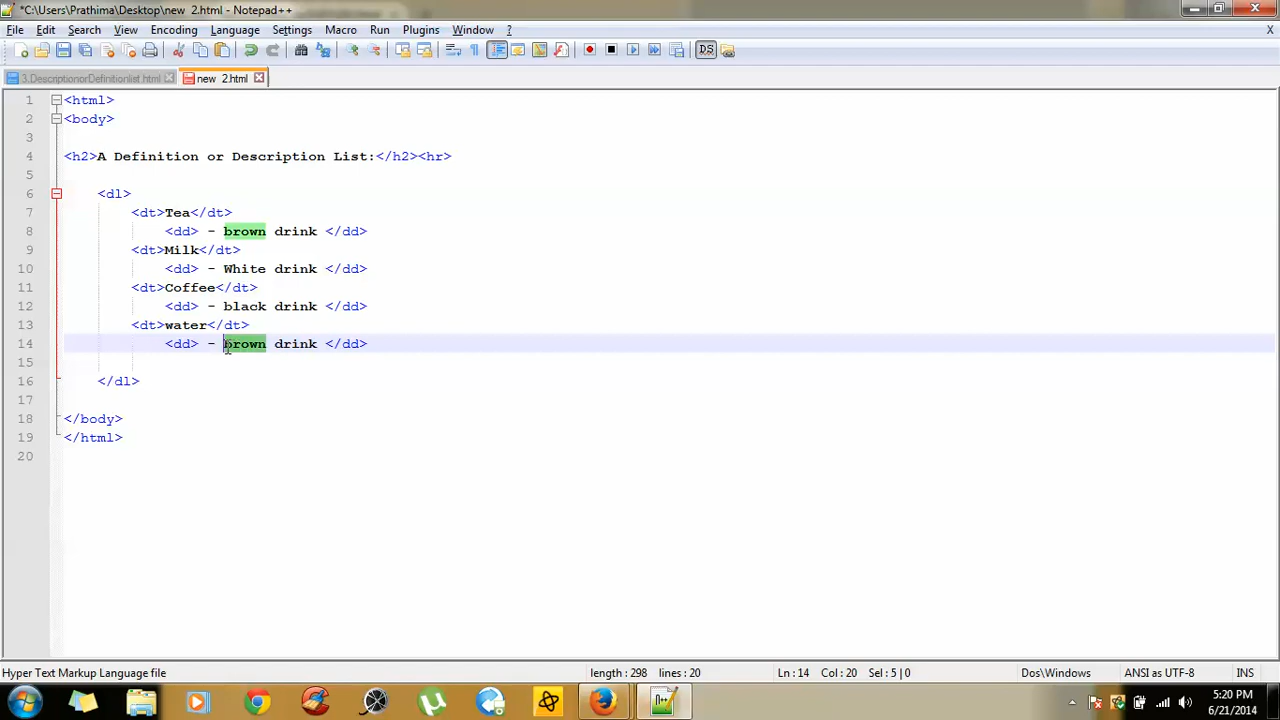 *C:\Users\Prathima\Desktop\new 2.html - Notepad++
File Edit Search View Encoding Language Settings Macro Run Plugins Window ? X
3.DescriptionorDefinitionlist.html new 2.html
1 <html>
2 <body>
3
4 <h2>A Definition or Description List:</h2><hr>
5
6 <dl>
7 <dt>Tea</dt>
8 <dd> - brown drink </dd>
9 <dt>Milk</dt>
10 <dd> - White drink </dd>
11 <dt>Coffee</dt>
12 <dd> - black drink </dd>
13 <dt>water</dt>
14 <dd> - brown drink </dd>
15
16 </dl>
17
18 </body>
19 </html>
20
Hyper Text Markup Language file length : 298 lines : 20 Ln : 14 Col : 20 Sel : 5 | 0 Dos\Windows ANSI as UTF-8 INS
5:20 PM
6/21/2014